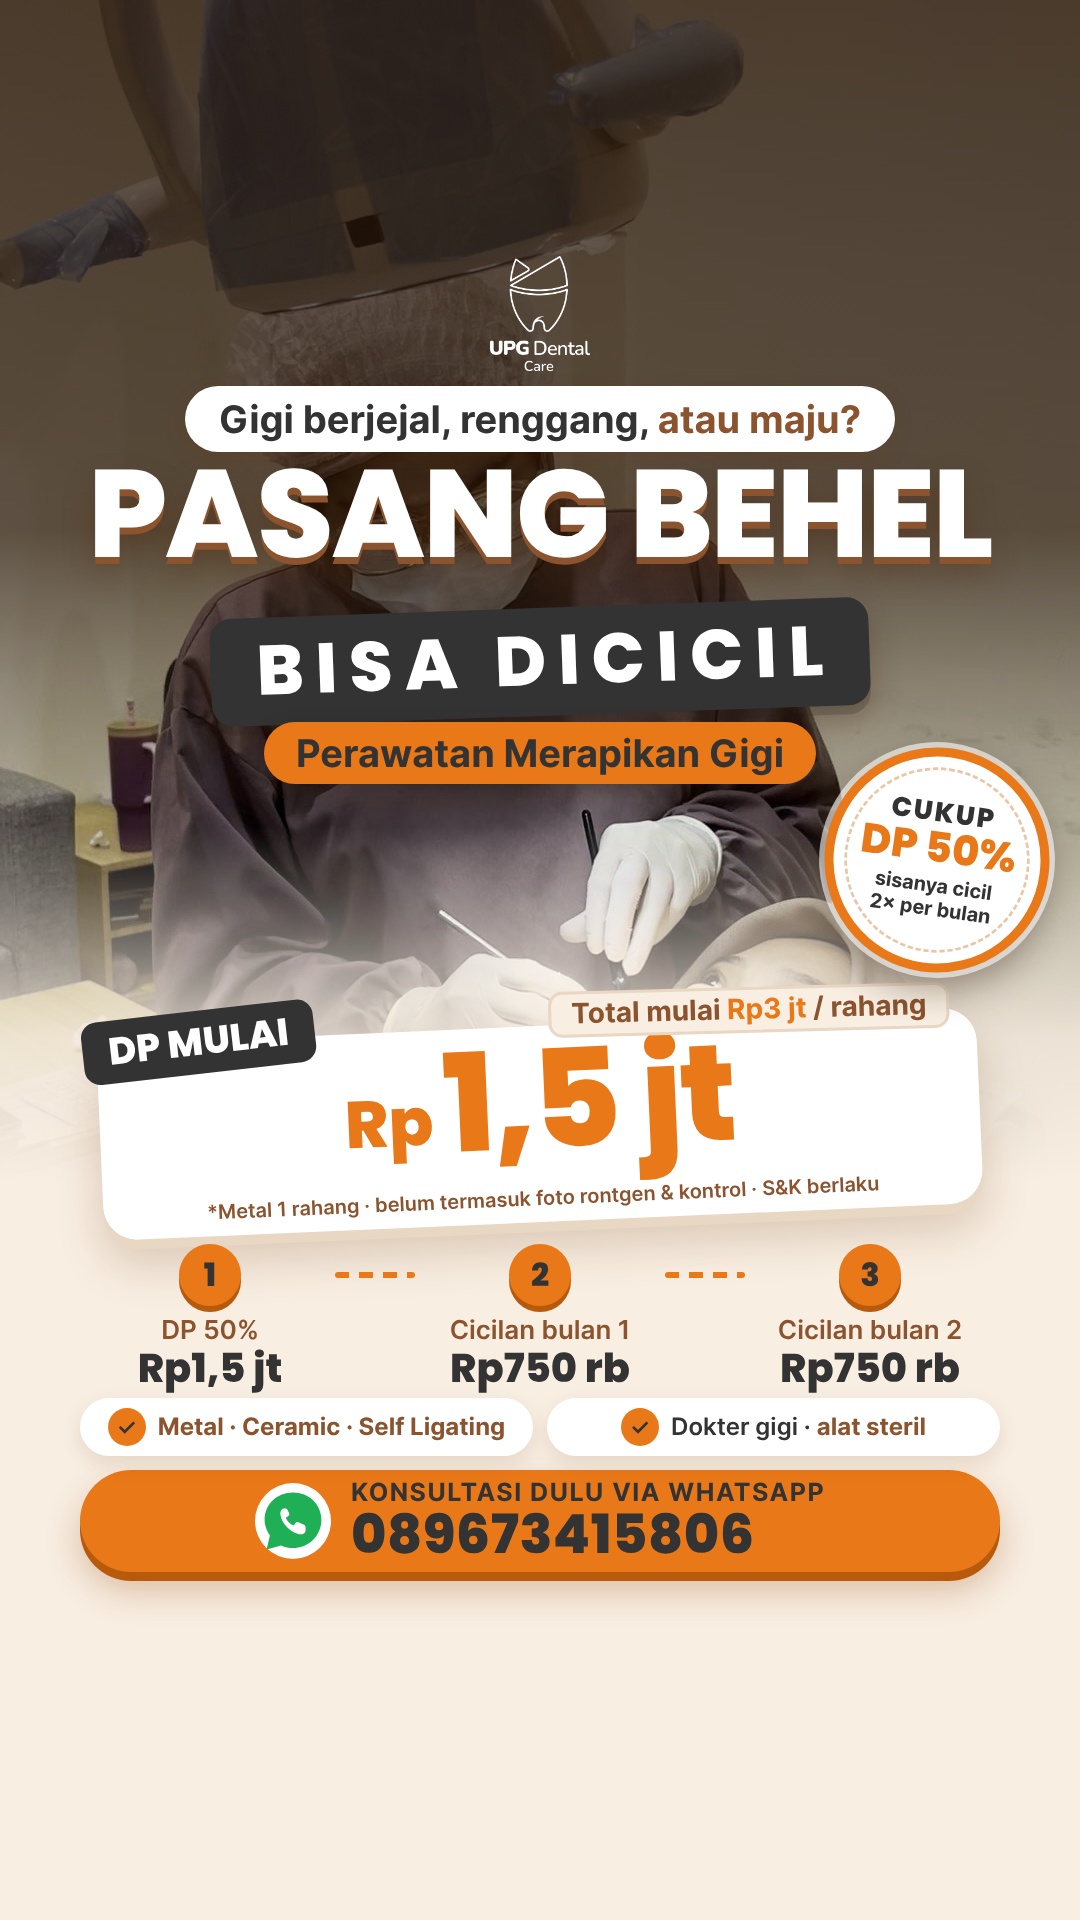 UPG Dental
Care
Gigi berjejal, renggang, atau maju?
PASANG BEHEL
BISA DICICIL
Perawatan Merapikan Gigi
CUKUP
DP 50%
sisanya cicil
2× per bulan
DP MULAI
Total mulai Rp3 jt / rahang
Rp 1,5 jt
*Metal 1 rahang · belum termasuk foto rontgen & kontrol · S&K berlaku
1
2
3
DP 50%
Cicilan bulan 1
Cicilan bulan 2
Rp1,5 jt
Rp750 rb
Rp750 rb
Metal · Ceramic · Self Ligating
Dokter gigi · alat steril
KONSULTASI DULU VIA WHATSAPP
089673415806